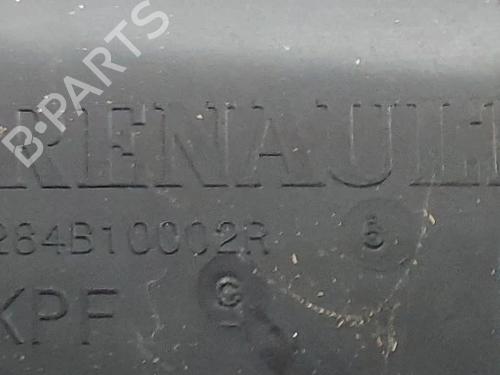 B-PARTS
RENAULT
284B10002R 5
KPF C